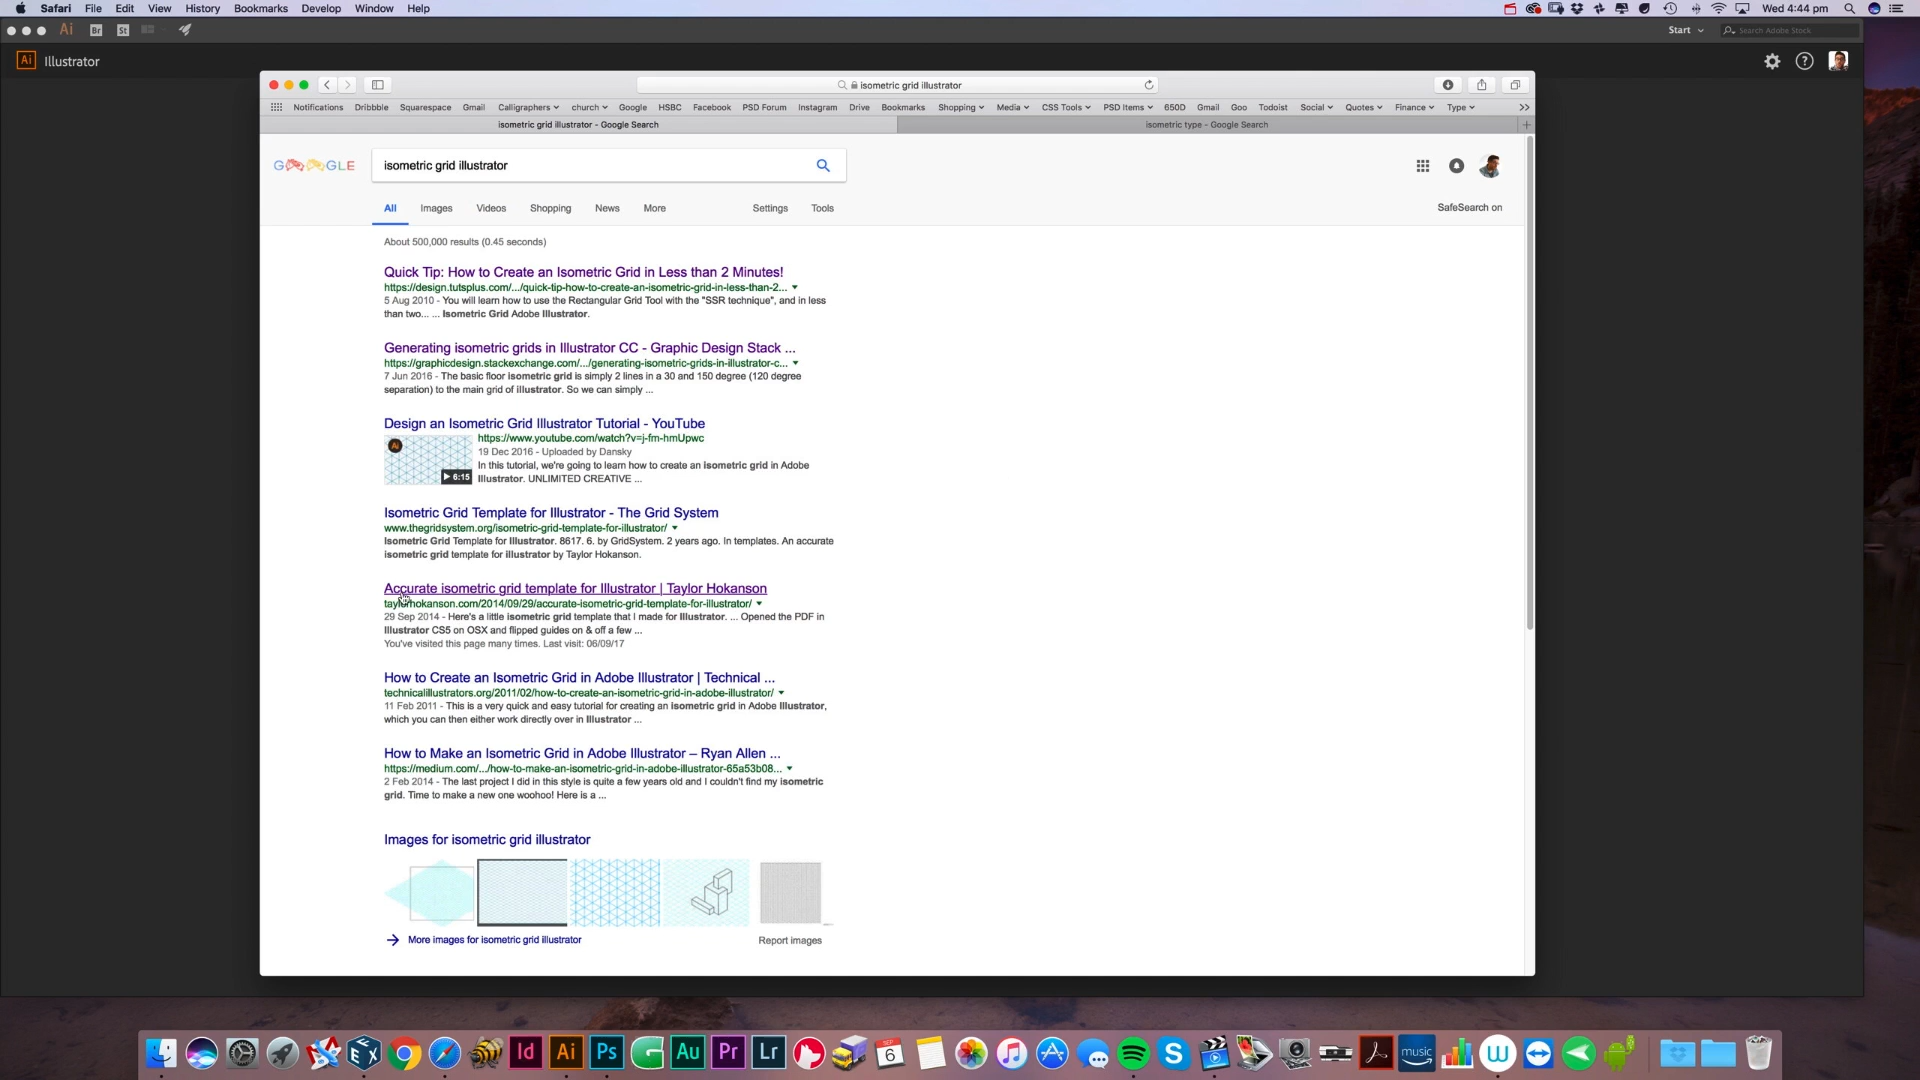 Safari File Edit View History Bookmarks Develop Window Help
Wed 4:44 pm
Ai Br St
Start
Search Adobe Stock
Ai Illustrator
isometric grid illustrator
Notifications Dribbble Squarespace Gmail Calligraphers church Google HSBC Facebook PSD Forum Instagram Drive Bookmarks Shopping Media CSS Tools PSD Items 650D Gmail Goo Todoist Social Quotes Finance Type
isometric grid illustrator - Google Search
isometric type - Google Search
isometric grid illustrator
All Images Videos Shopping News More Settings Tools
SafeSearch on
About 500,000 results (0.45 seconds)
Quick Tip: How to Create an Isometric Grid in Less than 2 Minutes!
https://design.tutsplus.com/.../quick-tip-how-to-create-an-isometric-grid-in-less-than-2...
5 Aug 2010 - You will learn how to use the Rectangular Grid Tool with the "SSR technique", and in less
than two... ... Isometric Grid Adobe Illustrator.
Generating isometric grids in Illustrator CC - Graphic Design Stack ...
https://graphicdesign.stackexchange.com/.../generating-isometric-grids-in-illustrator-c...
7 Jun 2016 - The basic floor isometric grid is simply 2 lines in a 30 and 150 degree (120 degree
separation) to the main grid of illustrator. So we can simply ...
Design an Isometric Grid Illustrator Tutorial - YouTube
https://www.youtube.com/watch?v=j-fm-hmUpwc
19 Dec 2016 - Uploaded by Dansky
In this tutorial, we're going to learn how to create an isometric grid in Adobe
Illustrator. UNLIMITED CREATIVE ...
Ai
6:15
Isometric Grid Template for Illustrator - The Grid System
www.thegridsystem.org/isometric-grid-template-for-illustrator/
Isometric Grid Template for Illustrator. 8617. 6. by GridSystem. 2 years ago. In templates. An accurate
isometric grid template for illustrator by Taylor Hokanson.
Accurate isometric grid template for Illustrator | Taylor Hokanson
taylorhokanson.com/2014/09/29/accurate-isometric-grid-template-for-illustrator/
29 Sep 2014 - Here's a little isometric grid template that I made for Illustrator. ... Opened the PDF in
Illustrator CS5 on OSX and flipped guides on & off a few ...
You've visited this page many times. Last visit: 06/09/17
How to Create an Isometric Grid in Adobe Illustrator | Technical ...
technicalillustrators.org/2011/02/how-to-create-an-isometric-grid-in-adobe-illustrator/
11 Feb 2011 - This is a very quick and easy tutorial for creating an isometric grid in Adobe Illustrator,
which you can then either work directly over in Illustrator ...
How to Make an Isometric Grid in Adobe Illustrator – Ryan Allen ...
https://medium.com/.../how-to-make-an-isometric-grid-in-adobe-illustrator-65a53b08...
2 Feb 2014 - The last project I did in this style is quite a few years old and I couldn't find my isometric
grid. Time to make a new one woohoo! Here is a ...
Images for isometric grid illustrator
More images for isometric grid illustrator
Report images
EX Id Ai Ps Au Pr Lr SEP 6 music